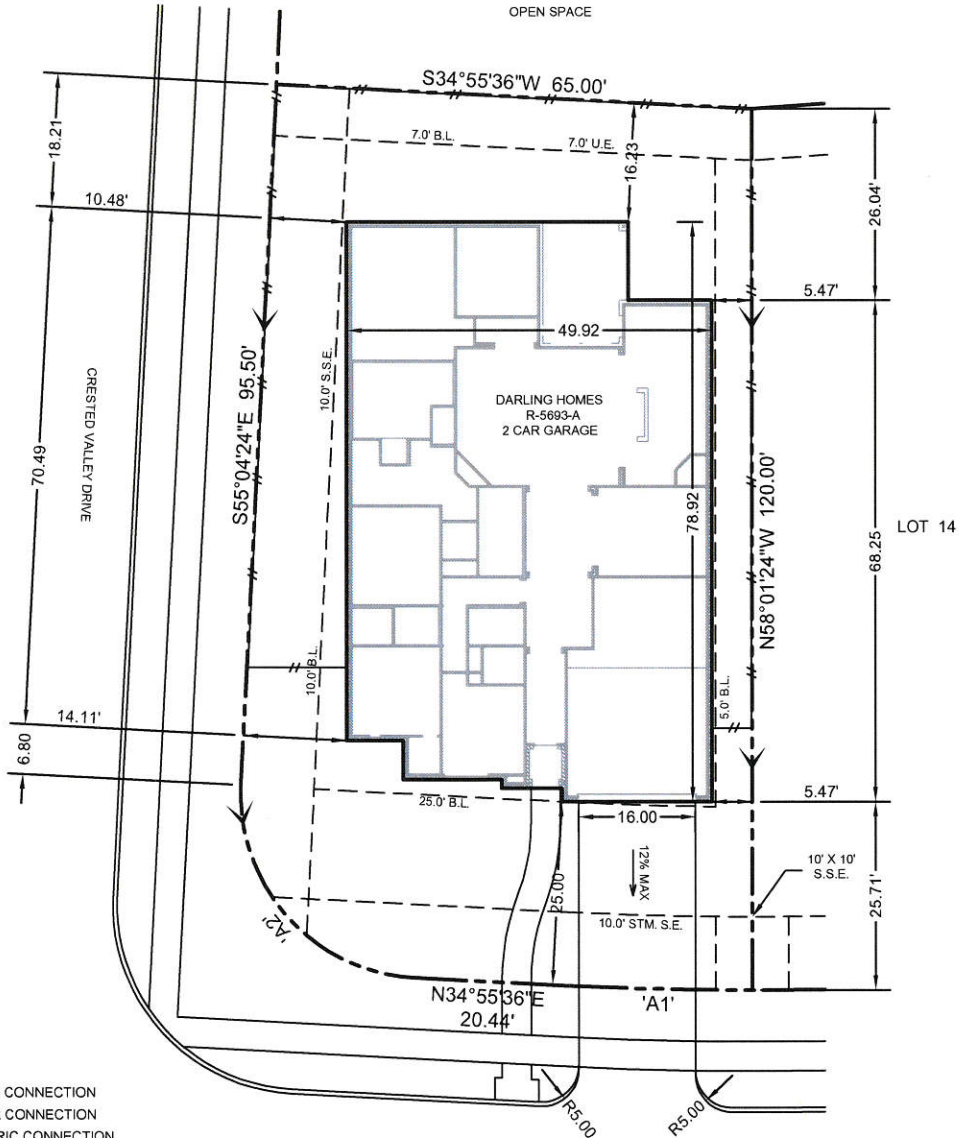 OPEN SPACE
S34°55'36"W 65.00'
18.21
7.0' B.L.
7.0' U.E.
16.23
26.04'
10.48'
5.47'
49.92
10.0' S.S.E.
S55°04'24"E 95.50'
CRESTED VALLEY DRIVE
70.49
DARLING HOMES
R-5693-A
2 CAR GARAGE
78.92
N58°01'24"W 120.00'
68.25
LOT 14
10.0' B.L.
5.0' B.L.
14.11'
6.80
25.0' B.L.
5.47'
16.00
12% MAX
25.00
10' X 10'
S.S.E.
25.71'
10.0' STM. S.E.
'A2'
N34°55'36"E
20.44'
'A1'
CONNECTION
CONNECTION
RIC CONNECTION
R5.00
R5.00